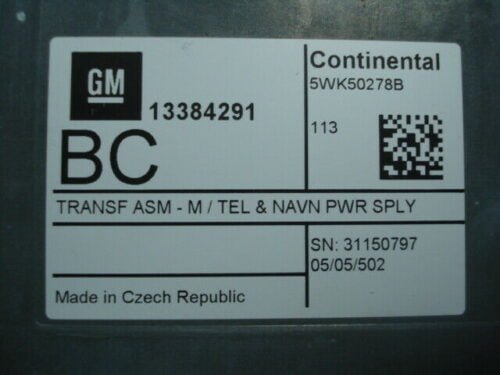 GM
13384291
BC
Continental
5WK50278B
113
TRANSF ASM - M / TEL & NAVN PWR SPLY
SN: 31150797
05/05/502
Made in Czech Republic